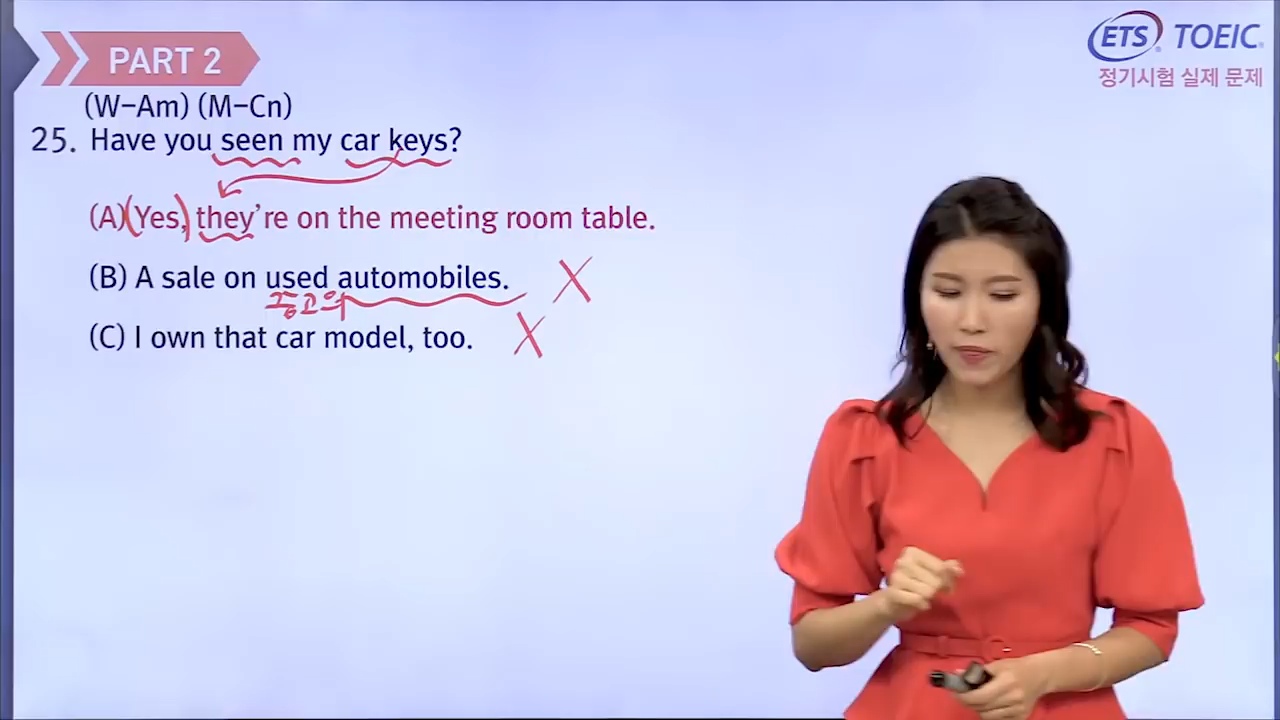 PART 2
ETS TOEIC
정기시험 실제 문제
(W-Am) (M-Cn)
25. Have you seen my car keys?
(A) Yes, they're on the meeting room table.
(B) A sale on used automobiles. X
중고의
(C) I own that car model, too. X